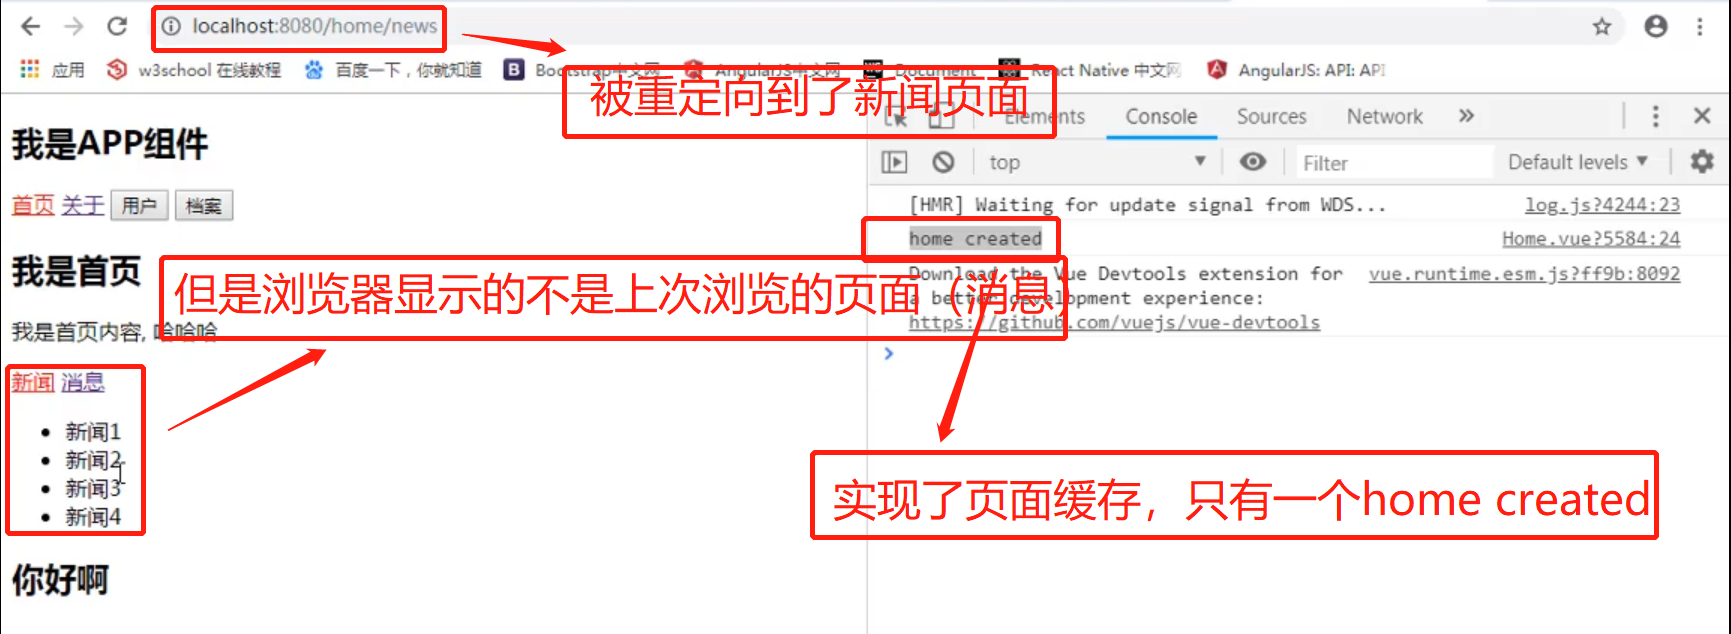 localhost:8080/home/news
应用 w3school 在线教程 百度一下，你就知道 Bootstrap中文网 AngularJS中文网 Document React Native 中文网 AngularJS: API: API
被重定向到了新闻页面
Elements Console Sources Network
我是APP组件
top Filter Default levels
首页 关于 用户 档案
[HMR] Waiting for update signal from WDS... log.js?4244:23
home created Home.vue?5584:24
我是首页
但是浏览器显示的不是上次浏览的页面（消息）
Download the Vue Devtools extension for vue.runtime.esm.js?ff9b:8092
a better development experience:
https://github.com/vuejs/vue-devtools
我是首页内容, 哈哈哈
新闻 消息
新闻1
新闻2
新闻3
新闻4
实现了页面缓存，只有一个home created
你好啊